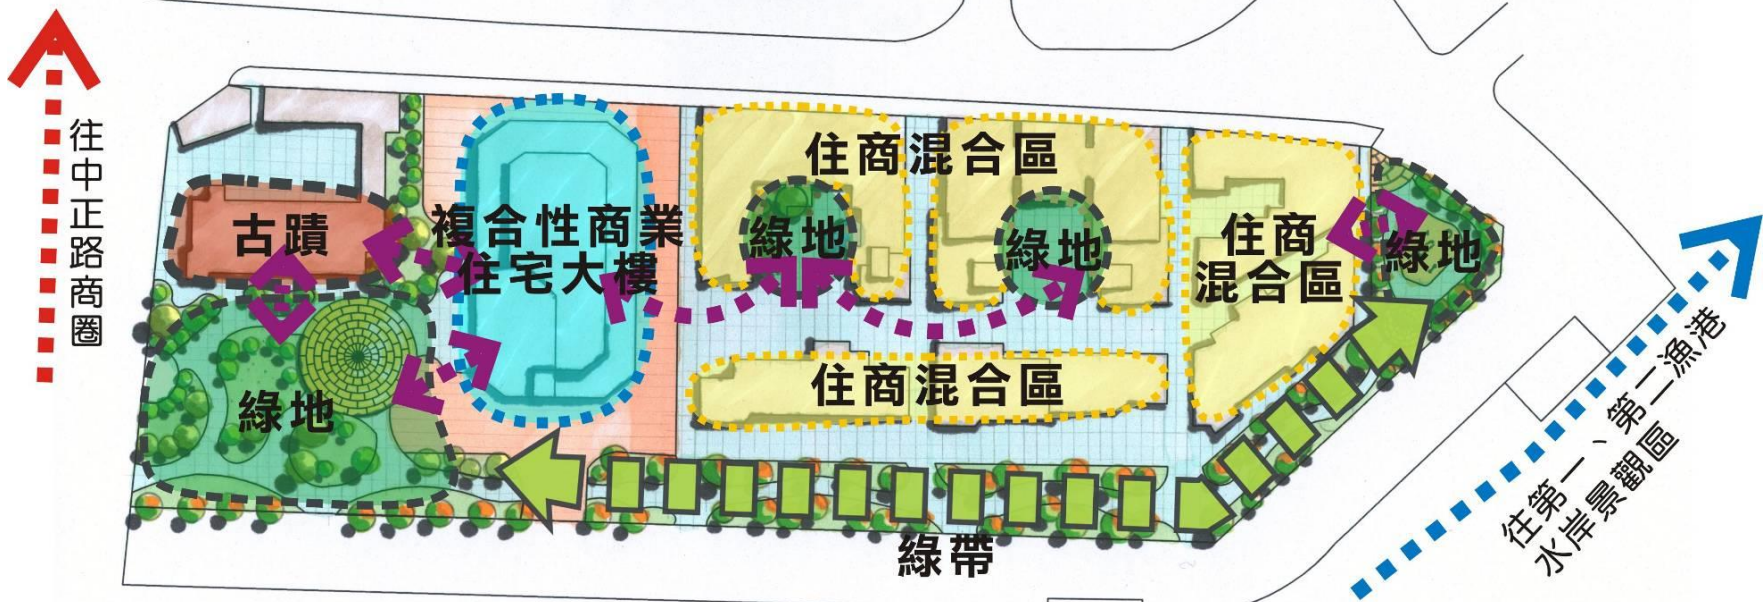 往中正路商圈
古蹟
綠地
複合性商業
住宅大樓
住商混合區
綠地
綠地
住商
混合區
綠地
住商混合區
綠帶
往第一、第二漁港
水岸景觀區